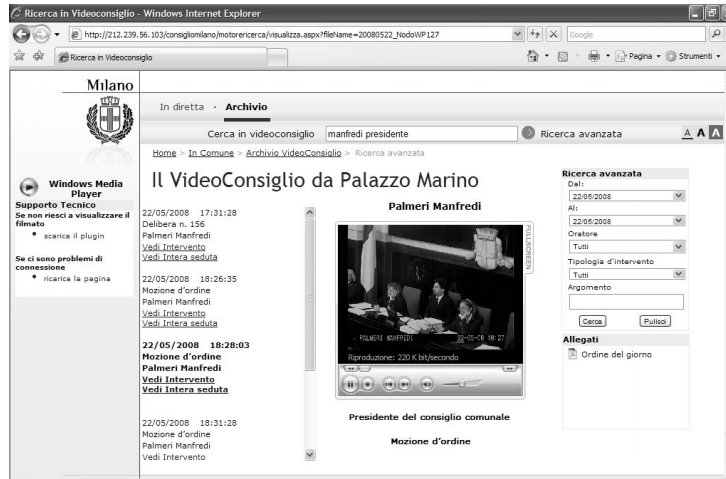 Ricerca in Videoconsiglio - Windows Internet Explorer
http://212.239.56.103/consigliomilano/motorericerca/visualizza.aspx?fileName=20080522_NodoWP127
Google
Ricerca in Videoconsiglio
Pagina
Strumenti
Milano
In diretta · Archivio
Cerca in videoconsiglio
manfredi presidente
Ricerca avanzata
A A A
Home > In Comune > Archivio VideoConsiglio > Ricerca avanzata
Windows Media
Player
Supporto Tecnico
Se non riesci a visualizzare il
filmato
scarica il plugin
Se ci sono problemi di
connessione
ricarica la pagina
Il VideoConsiglio da Palazzo Marino
22/05/2008 17:31:28
Delibera n. 156
Palmeri Manfredi
Vedi Intervento
Vedi Intera seduta
22/05/2008 18:26:35
Mozione d'ordine
Palmeri Manfredi
Vedi Intervento
Vedi Intera seduta
22/05/2008 18:28:03
Mozione d'ordine
Palmeri Manfredi
Vedi Intervento
Vedi Intera seduta
22/05/2008 18:31:28
Mozione d'ordine
Palmeri Manfredi
Vedi Intervento
Palmeri Manfredi
FULLSCREEN
- PALMERI MANFREDI 22-05-08 18:27
Riproduzione: 220 K bit/secondo
Presidente del consiglio comunale
Mozione d'ordine
Ricerca avanzata
Dal:
22/05/2008
Al:
22/05/2008
Oratore
Tutti
Tipologia d'intervento
Tutti
Argomento
Cerca
Pulisci
Allegati
Ordine del giorno